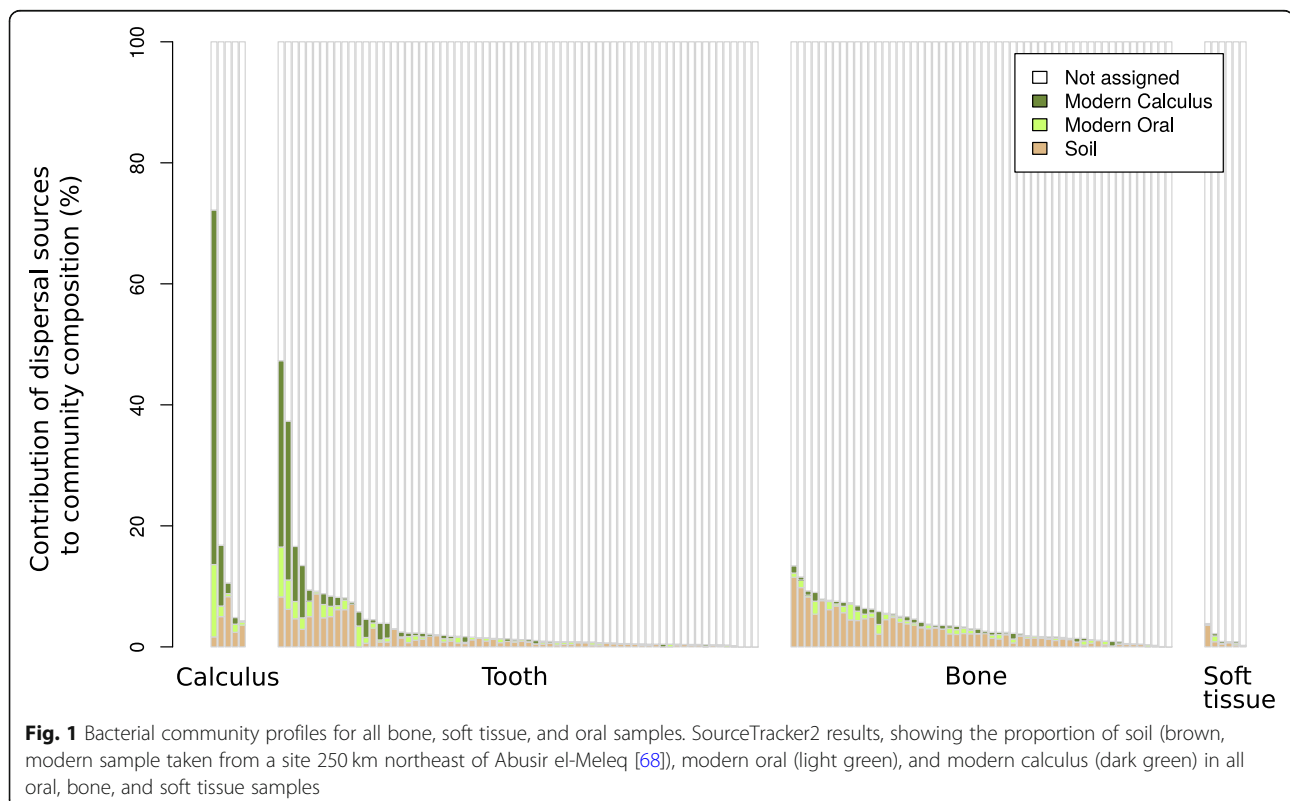 Contribution of dispersal sources
to community composition (%)
100
80
60
40
20
0
Not assigned
Modern Calculus
Modern Oral
Soil
Calculus
Tooth
Bone
Soft
tissue
Fig. 1 Bacterial community profiles for all bone, soft tissue, and oral samples. SourceTracker2 results, showing the proportion of soil (brown,
modern sample taken from a site 250 km northeast of Abusir el-Meleq [68]), modern oral (light green), and modern calculus (dark green) in all
oral, bone, and soft tissue samples